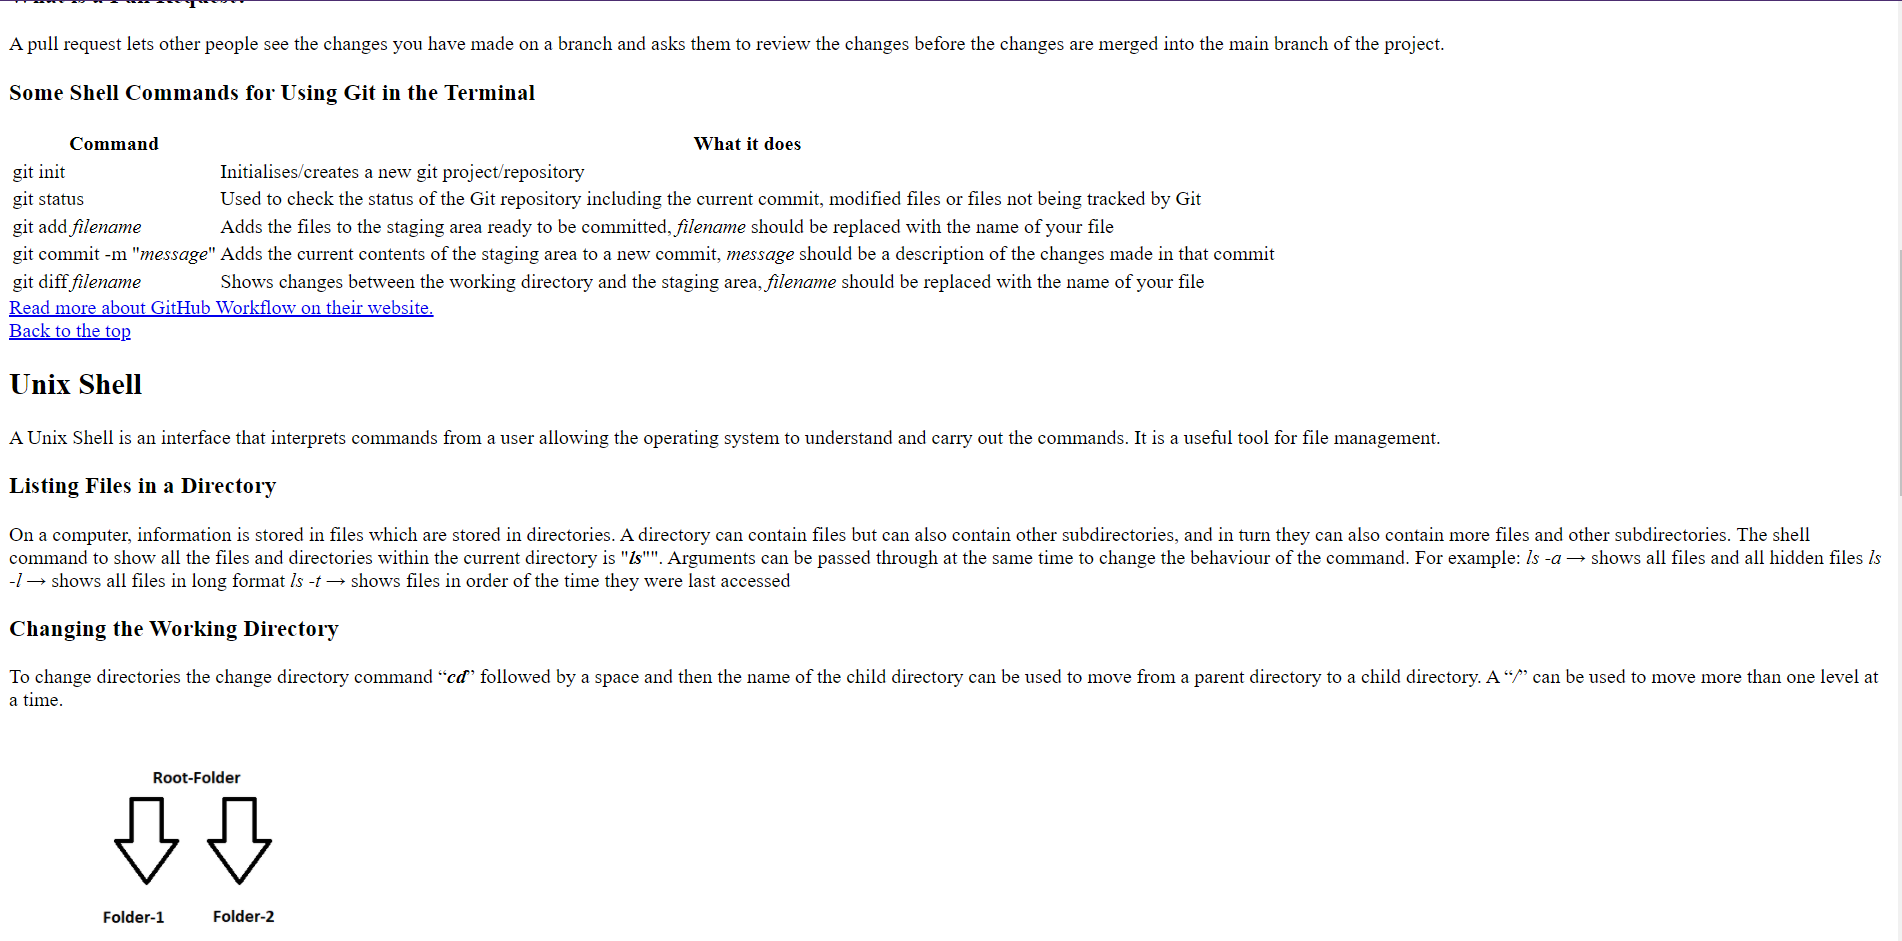 What is a Pull Request?
A pull request lets other people see the changes you have made on a branch and asks them to review the changes before the changes are merged into the main branch of the project.
Some Shell Commands for Using Git in the Terminal
Command What it does
git init Initialises/creates a new git project/repository
git status Used to check the status of the Git repository including the current commit, modified files or files not being tracked by Git
git add filename Adds the files to the staging area ready to be committed, filename should be replaced with the name of your file
git commit -m "message" Adds the current contents of the staging area to a new commit, message should be a description of the changes made in that commit
git diff filename Shows changes between the working directory and the staging area, filename should be replaced with the name of your file
Read more about GitHub Workflow on their website.
Back to the top
Unix Shell
A Unix Shell is an interface that interprets commands from a user allowing the operating system to understand and carry out the commands. It is a useful tool for file management.
Listing Files in a Directory
On a computer, information is stored in files which are stored in directories. A directory can contain files but can also contain other subdirectories, and in turn they can also contain more files and other subdirectories. The shell
command to show all the files and directories within the current directory is "ls"". Arguments can be passed through at the same time to change the behaviour of the command. For example: ls -a → shows all files and all hidden files ls
-l → shows all files in long format ls -t → shows files in order of the time they were last accessed
Changing the Working Directory
To change directories the change directory command “cd” followed by a space and then the name of the child directory can be used to move from a parent directory to a child directory. A “/” can be used to move more than one level at
a time.
Root-Folder
Folder-1 Folder-2